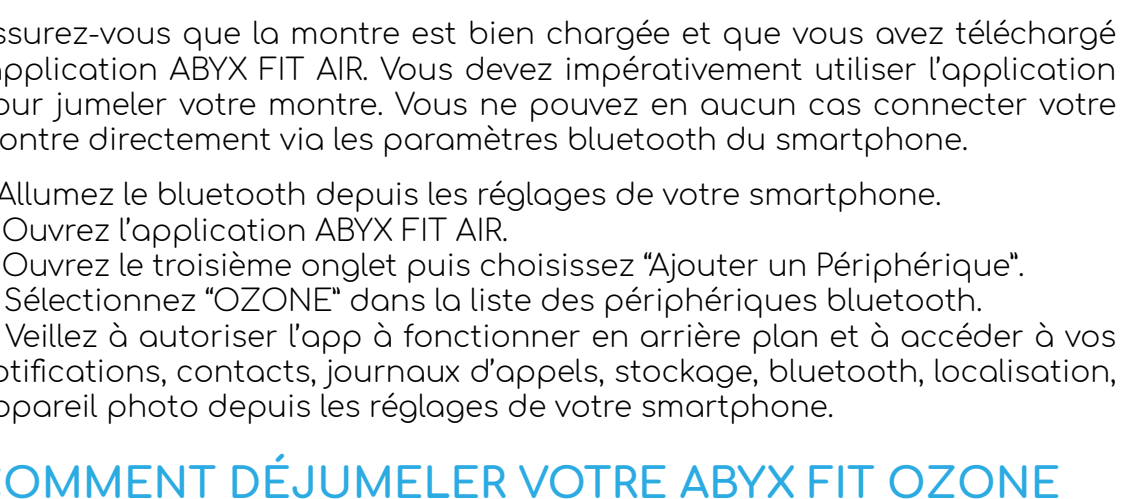 ssurez-vous que la montre est bien chargée et que vous avez téléchargé
application ABYX FIT AIR. Vous devez impérativement utiliser l’application
our jumeler votre montre. Vous ne pouvez en aucun cas connecter votre
ontre directement via les paramètres bluetooth du smartphone.
Allumez le bluetooth depuis les réglages de votre smartphone.
Ouvrez l’application ABYX FIT AIR.
Ouvrez le troisième onglet puis choisissez “Ajouter un Périphérique”.
Sélectionnez “OZONE” dans la liste des périphériques bluetooth.
Veillez à autoriser l’app à fonctionner en arrière plan et à accéder à vos
otifications, contacts, journaux d’appels, stockage, bluetooth, localisation,
ppareil photo depuis les réglages de votre smartphone.
COMMENT DÉJUMELER VOTRE ABYX FIT OZONE